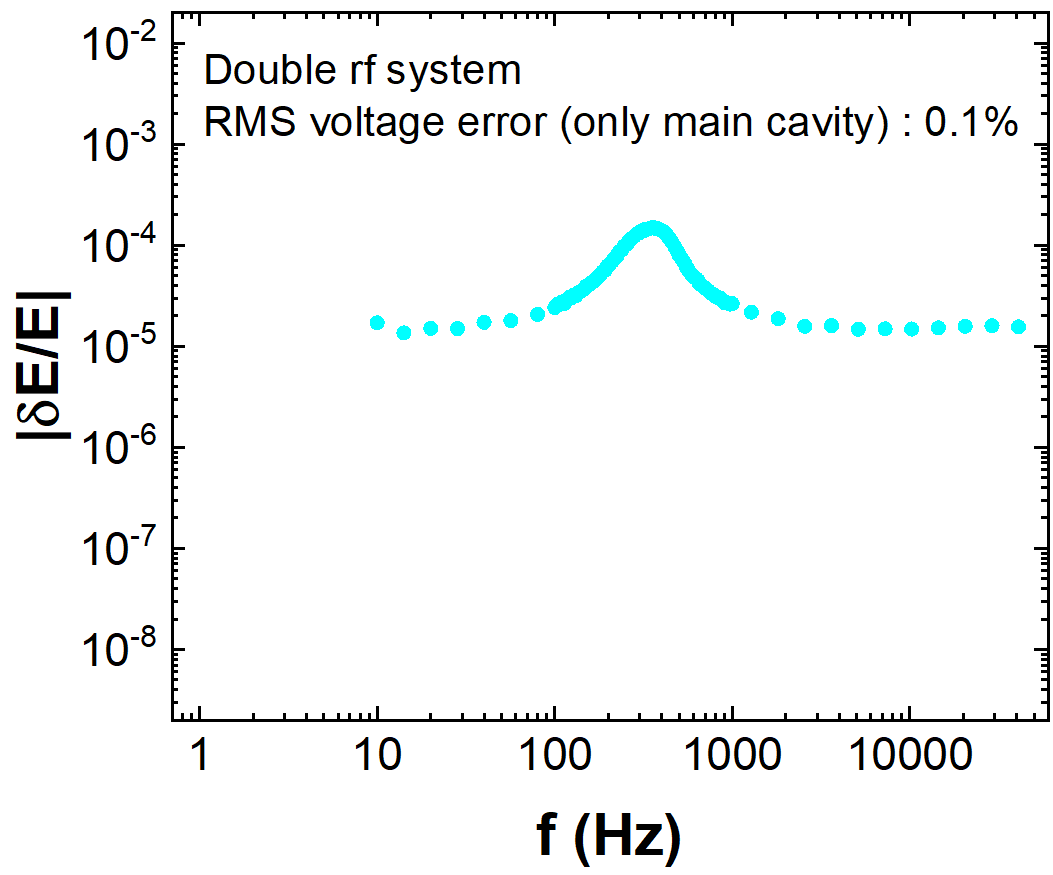 Double rf system
RMS voltage error (only main cavity) : 0.1%
|δE/E|
10⁻²
10⁻³
10⁻⁴
10⁻⁵
10⁻⁶
10⁻⁷
10⁻⁸
1 10 100 1000 10000
f (Hz)